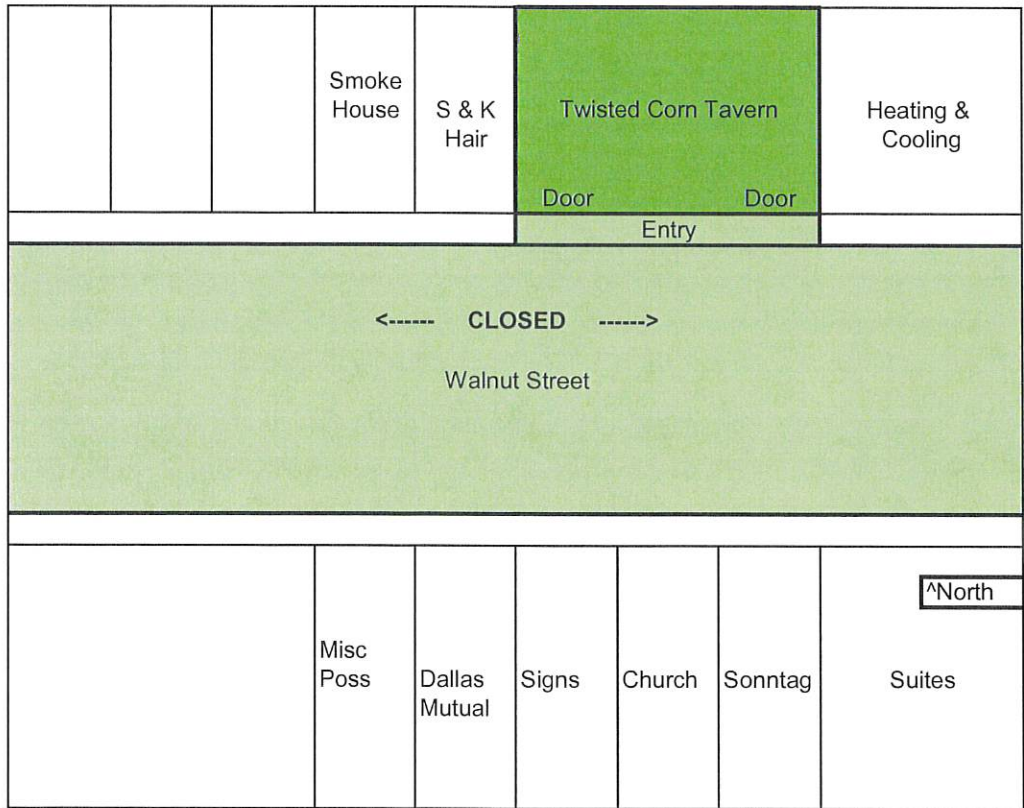 Smoke
House
S & K
Hair
Twisted Corn Tavern
Heating &
Cooling
Door
Door
Entry
<------ CLOSED ------>
Walnut Street
^North
Misc
Poss
Dallas
Mutual
Signs
Church
Sonntag
Suites